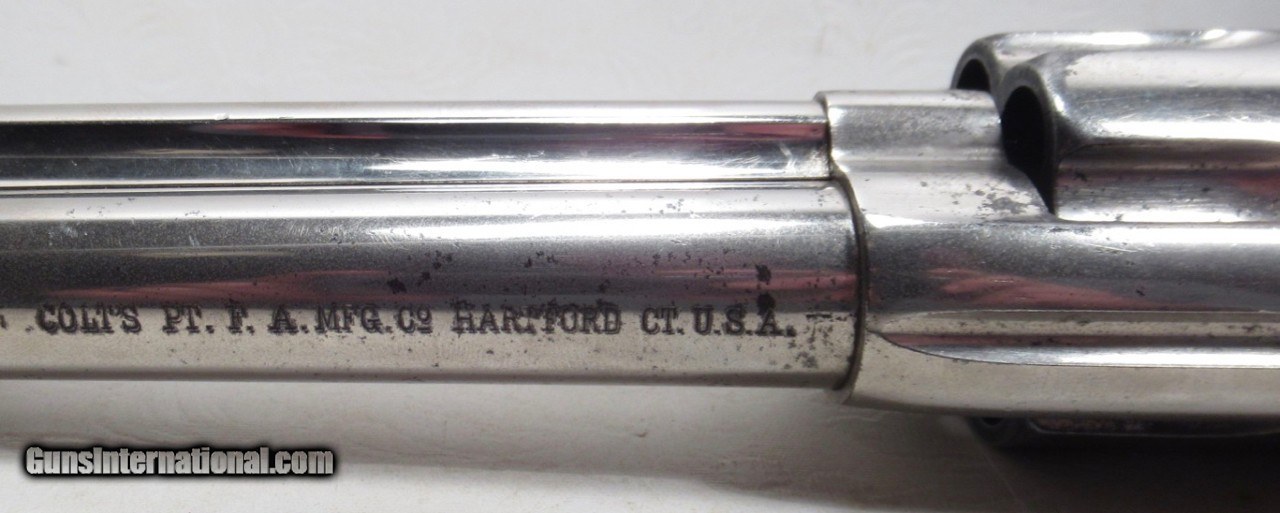 COLT'S PT. F. A. MFG. Cº HARTFORD CT. U.S.A.
GunsInternational.com